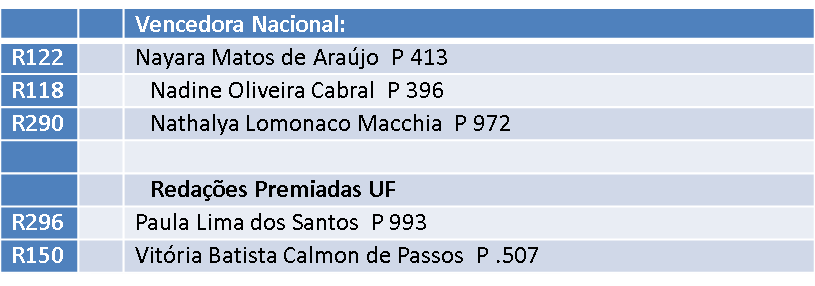 Vencedora Nacional:
R122 Nayara Matos de Araújo P 413
R118 Nadine Oliveira Cabral P 396
R290 Nathalya Lomonaco Macchia P 972
Redações Premiadas UF
R296 Paula Lima dos Santos P 993
R150 Vitória Batista Calmon de Passos P .507